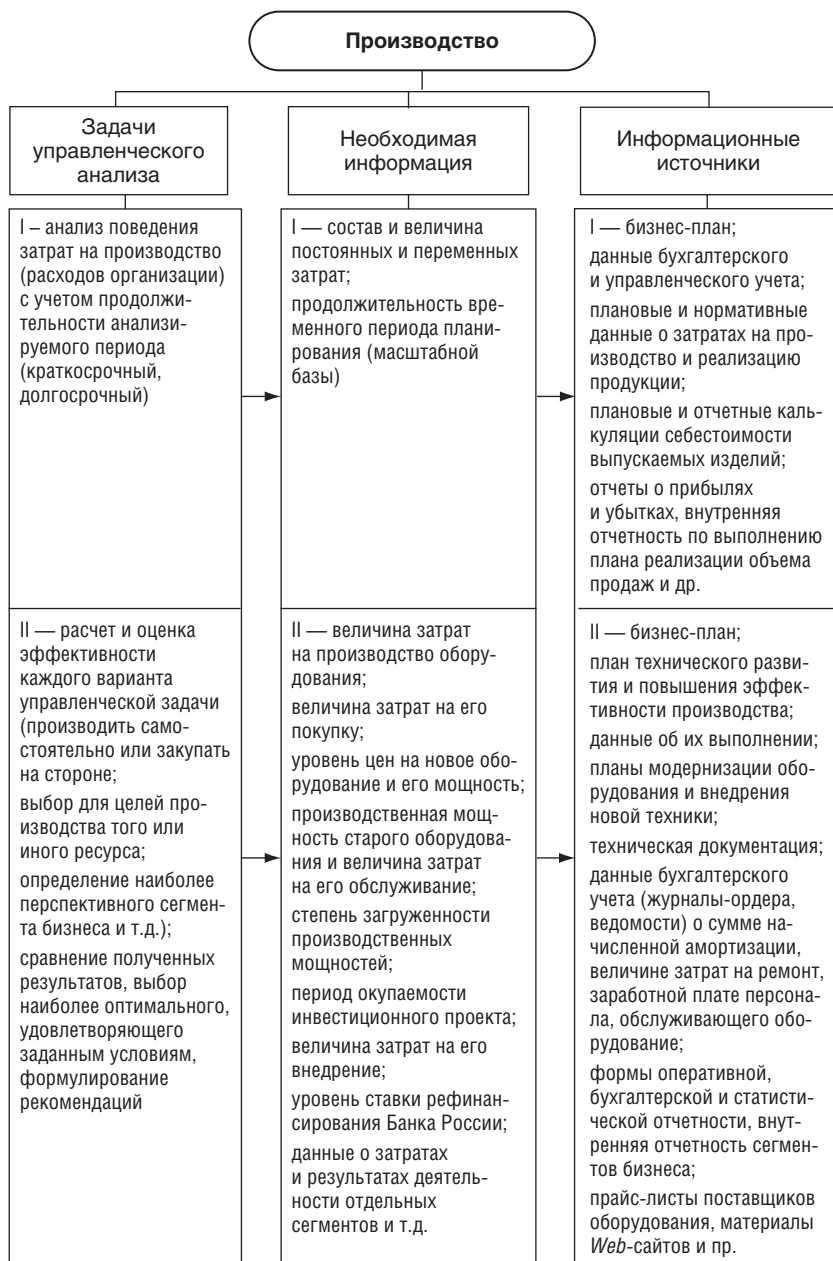 Производство
Задачи
управленческого
анализа
Необходимая
информация
Информационные
источники
I – анализ поведения
затрат на производство
(расходов организации)
с учетом продолжи-
тельности анализи-
руемого периода
(краткосрочный,
долгосрочный)
I — состав и величина
постоянных и переменных
затрат;
продолжительность вре-
менного периода плани-
рования (масштабной
базы)
I — бизнес-план;
данные бухгалтерского
и управленческого учета;
плановые и нормативные
данные о затратах на про-
изводство и реализацию
продукции;
плановые и отчетные каль-
куляции себестоимости
выпускаемых изделий;
отчеты о прибылях
и убытках, внутренняя
отчетность по выполнению
плана реализации объема
продаж и др.
II — расчет и оценка
эффективности
каждого варианта
управленческой задачи
(производить само-
стоятельно или закупать
на стороне;
выбор для целей про-
изводства того или
иного ресурса;
определение наиболее
перспективного сегмен-
та бизнеса и т.д.);
сравнение полученных
результатов, выбор
наиболее оптимального,
удовлетворяющего
заданным условиям,
формулирование
рекомендаций
II — величина затрат
на производство обору-
дования;
величина затрат на его
покупку;
уровень цен на новое обо-
рудование и его мощность;
производственная мощ-
ность старого оборудова-
ния и величина затрат
на его обслуживание;
степень загруженности
производственных
мощностей;
период окупаемости
инвестиционного проекта;
величина затрат на его
внедрение;
уровень ставки рефинан-
сирования Банка России;
данные о затратах
и результатах деятель-
ности отдельных
сегментов и т.д.
II — бизнес-план;
план технического разви-
тия и повышения эффек-
тивности производства;
данные об их выполнении;
планы модернизации обо-
рудования и внедрения
новой техники;
техническая документация;
данные бухгалтерского
учета (журналы-ордера,
ведомости) о сумме на-
численной амортизации,
величине затрат на ремонт,
заработной плате персона-
ла, обслуживающего обо-
рудование;
формы оперативной,
бухгалтерской и статисти-
ческой отчетности, внут-
ренняя отчетность сегмен-
тов бизнеса;
прайс-листы поставщиков
оборудования, материалы
Web-сайтов и пр.